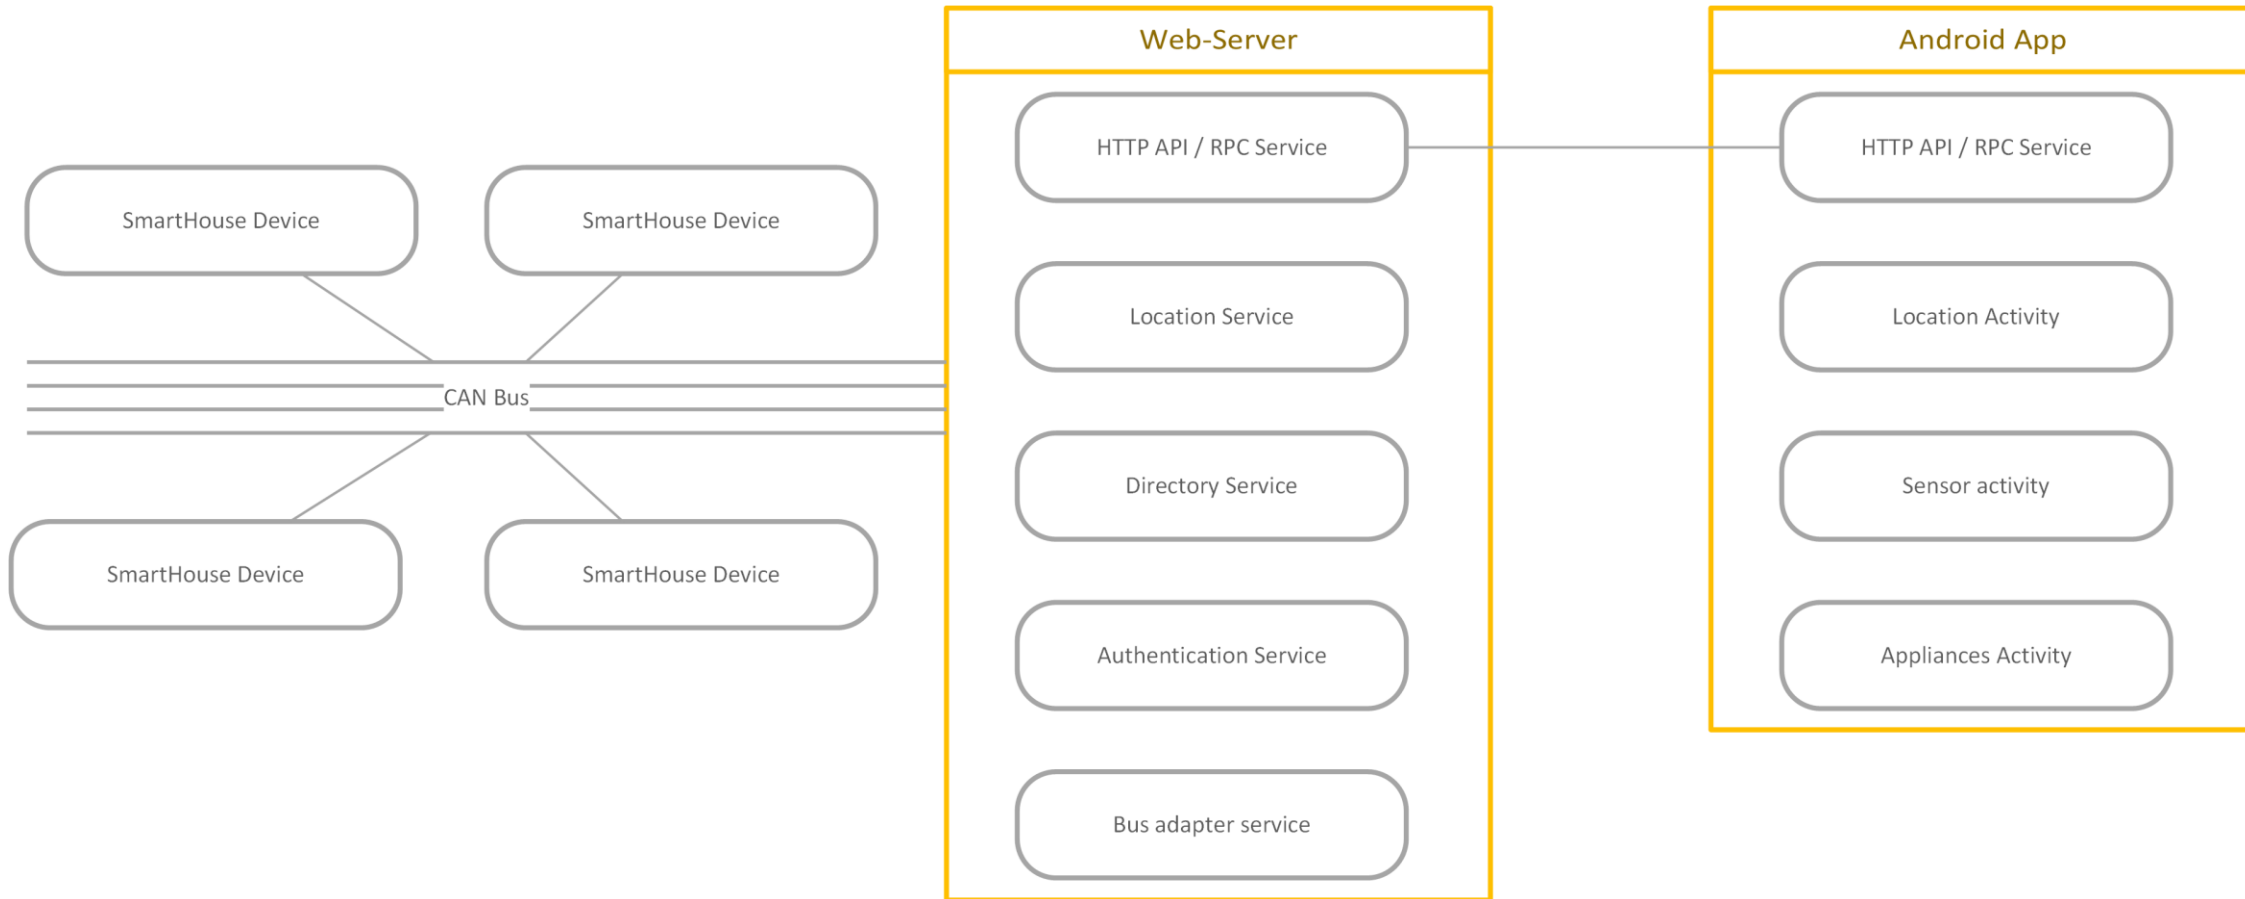 Web-Server
Android App
HTTP API / RPC Service
HTTP API / RPC Service
SmartHouse Device
SmartHouse Device
Location Service
Location Activity
CAN Bus
Directory Service
Sensor activity
SmartHouse Device
SmartHouse Device
Authentication Service
Appliances Activity
Bus adapter service